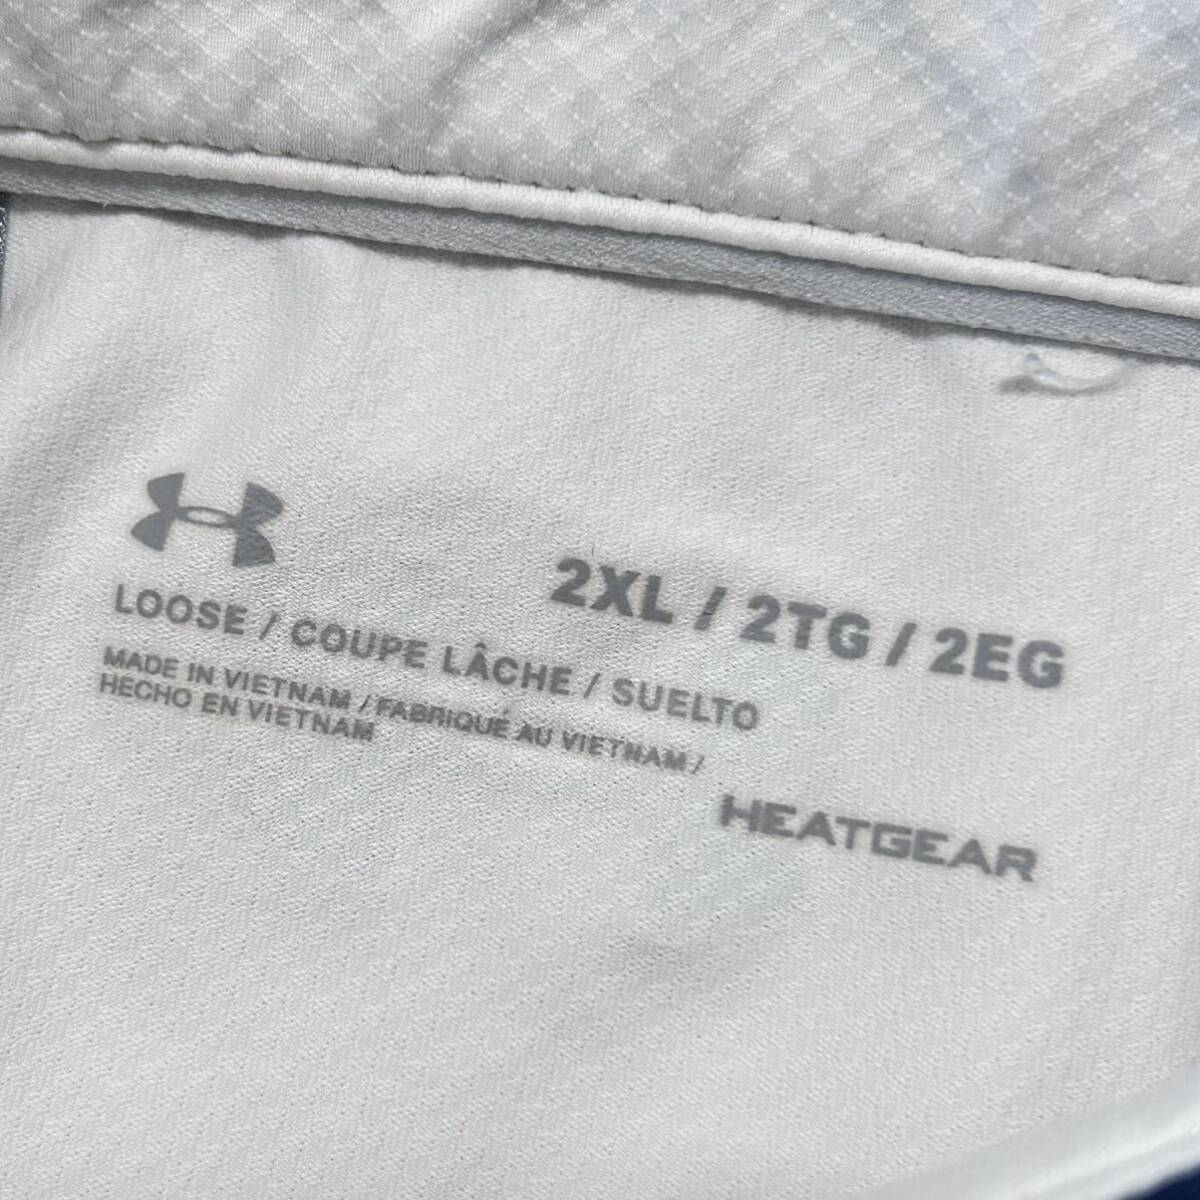 2XL / 2TG / 2EG
LOOSE / COUPE LÂCHE / SUELTO
MADE IN VIETNAM / FABRIQUÉ AU VIETNAM /
HECHO EN VIETNAM
HEATGEAR